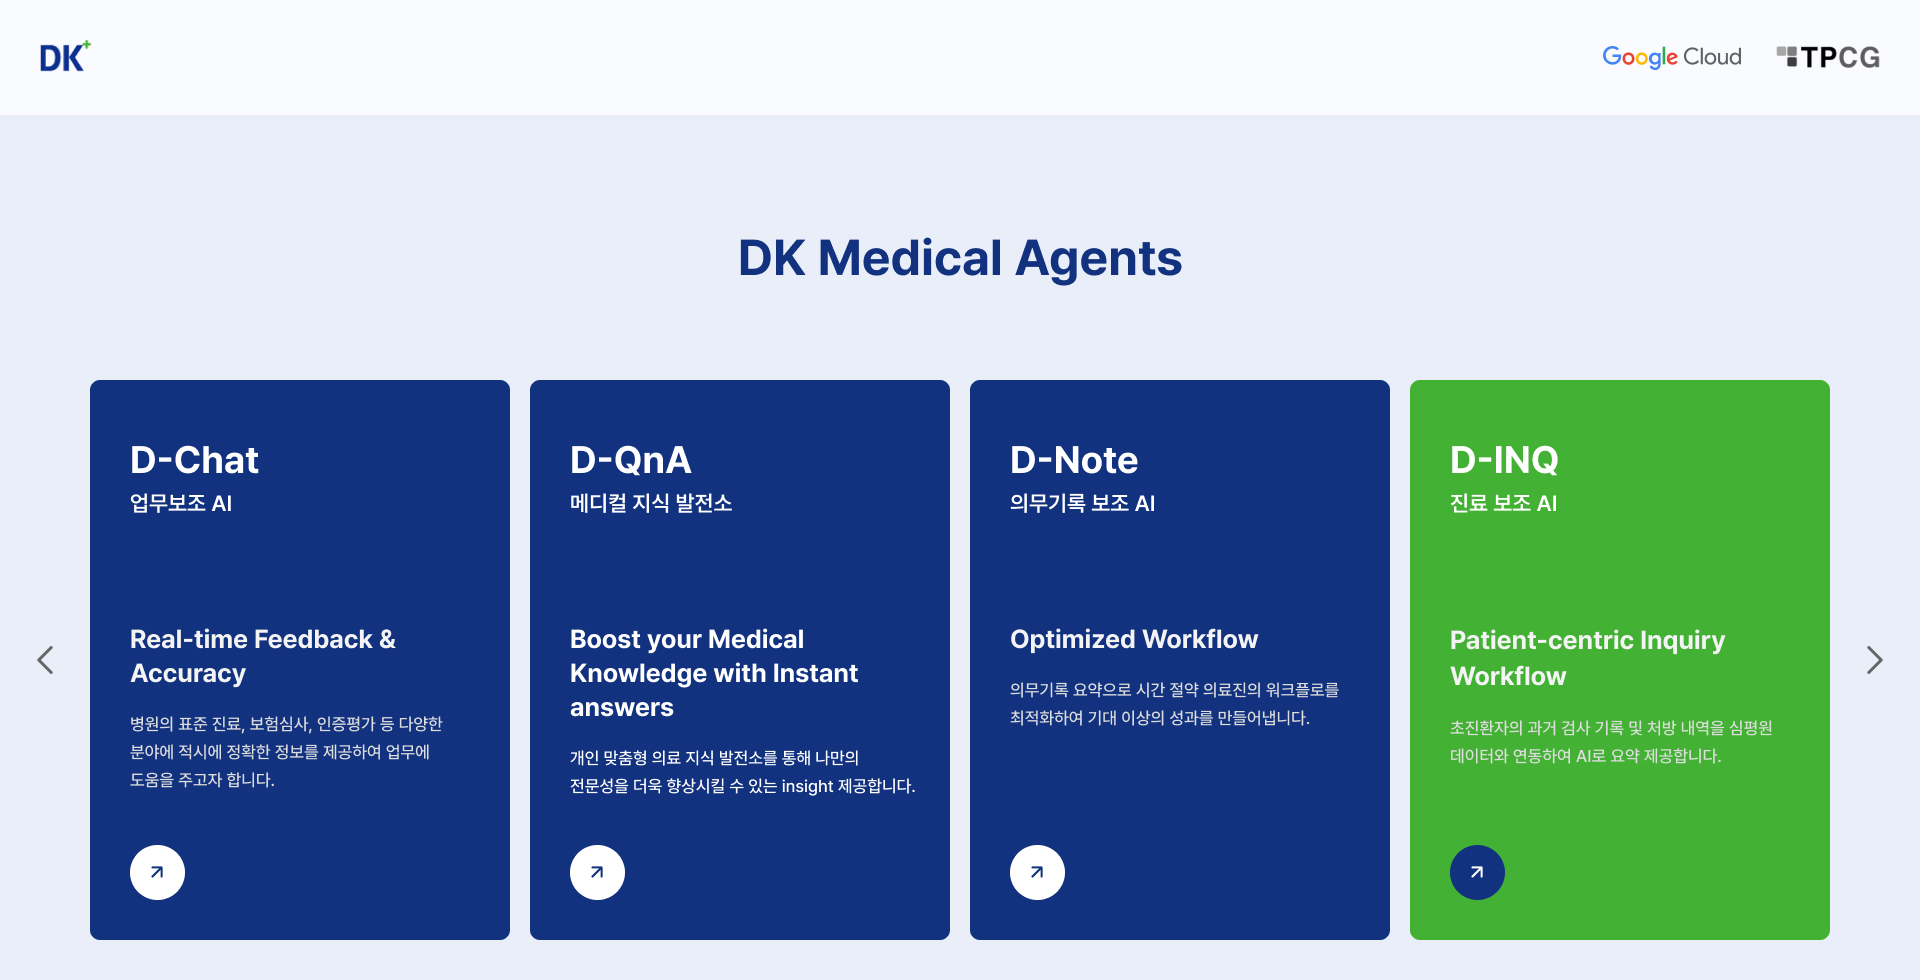 DK+
Google Cloud
TPCG
DK Medical Agents
D-Chat
업무보조 AI
Real-time Feedback &
Accuracy
병원의 표준 진료, 보험심사, 인증평가 등 다양한
분야에 적시에 정확한 정보를 제공하여 업무에
도움을 주고자 합니다.
D-QnA
메디컬 지식 발전소
Boost your Medical
Knowledge with Instant
answers
개인 맞춤형 의료 지식 발전소를 통해 나만의
전문성을 더욱 향상시킬 수 있는 insight 제공합니다.
D-Note
의무기록 보조 AI
Optimized Workflow
의무기록 요약으로 시간 절약 의료진의 워크플로를
최적화하여 기대 이상의 성과를 만들어냅니다.
D-INQ
진료 보조 AI
Patient-centric Inquiry
Workflow
초진환자의 과거 검사 기록 및 처방 내역을 심평원
데이터와 연동하여 AI로 요약 제공합니다.